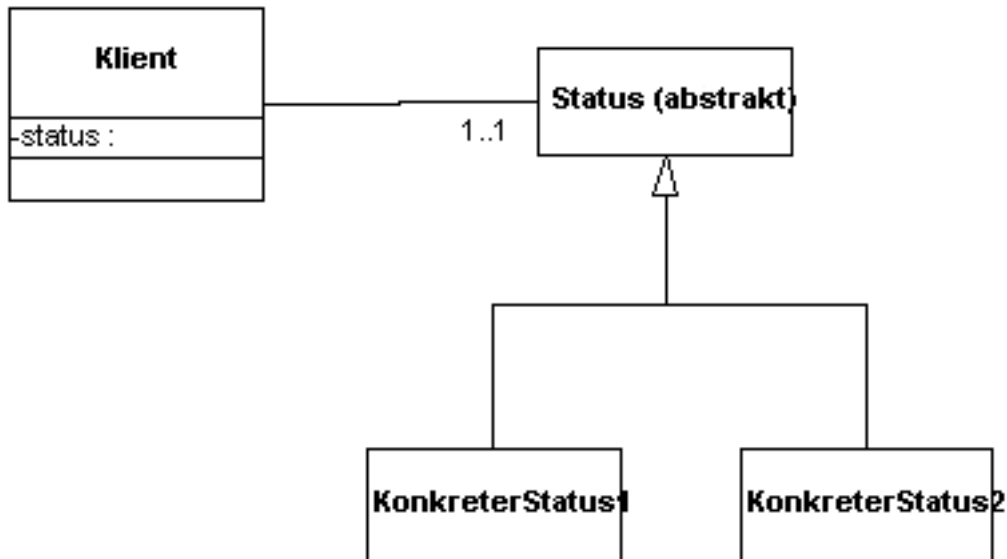 Klient
Status (abstrakt)
-status :
1..1
KonkreterStatus1
KonkreterStatus2